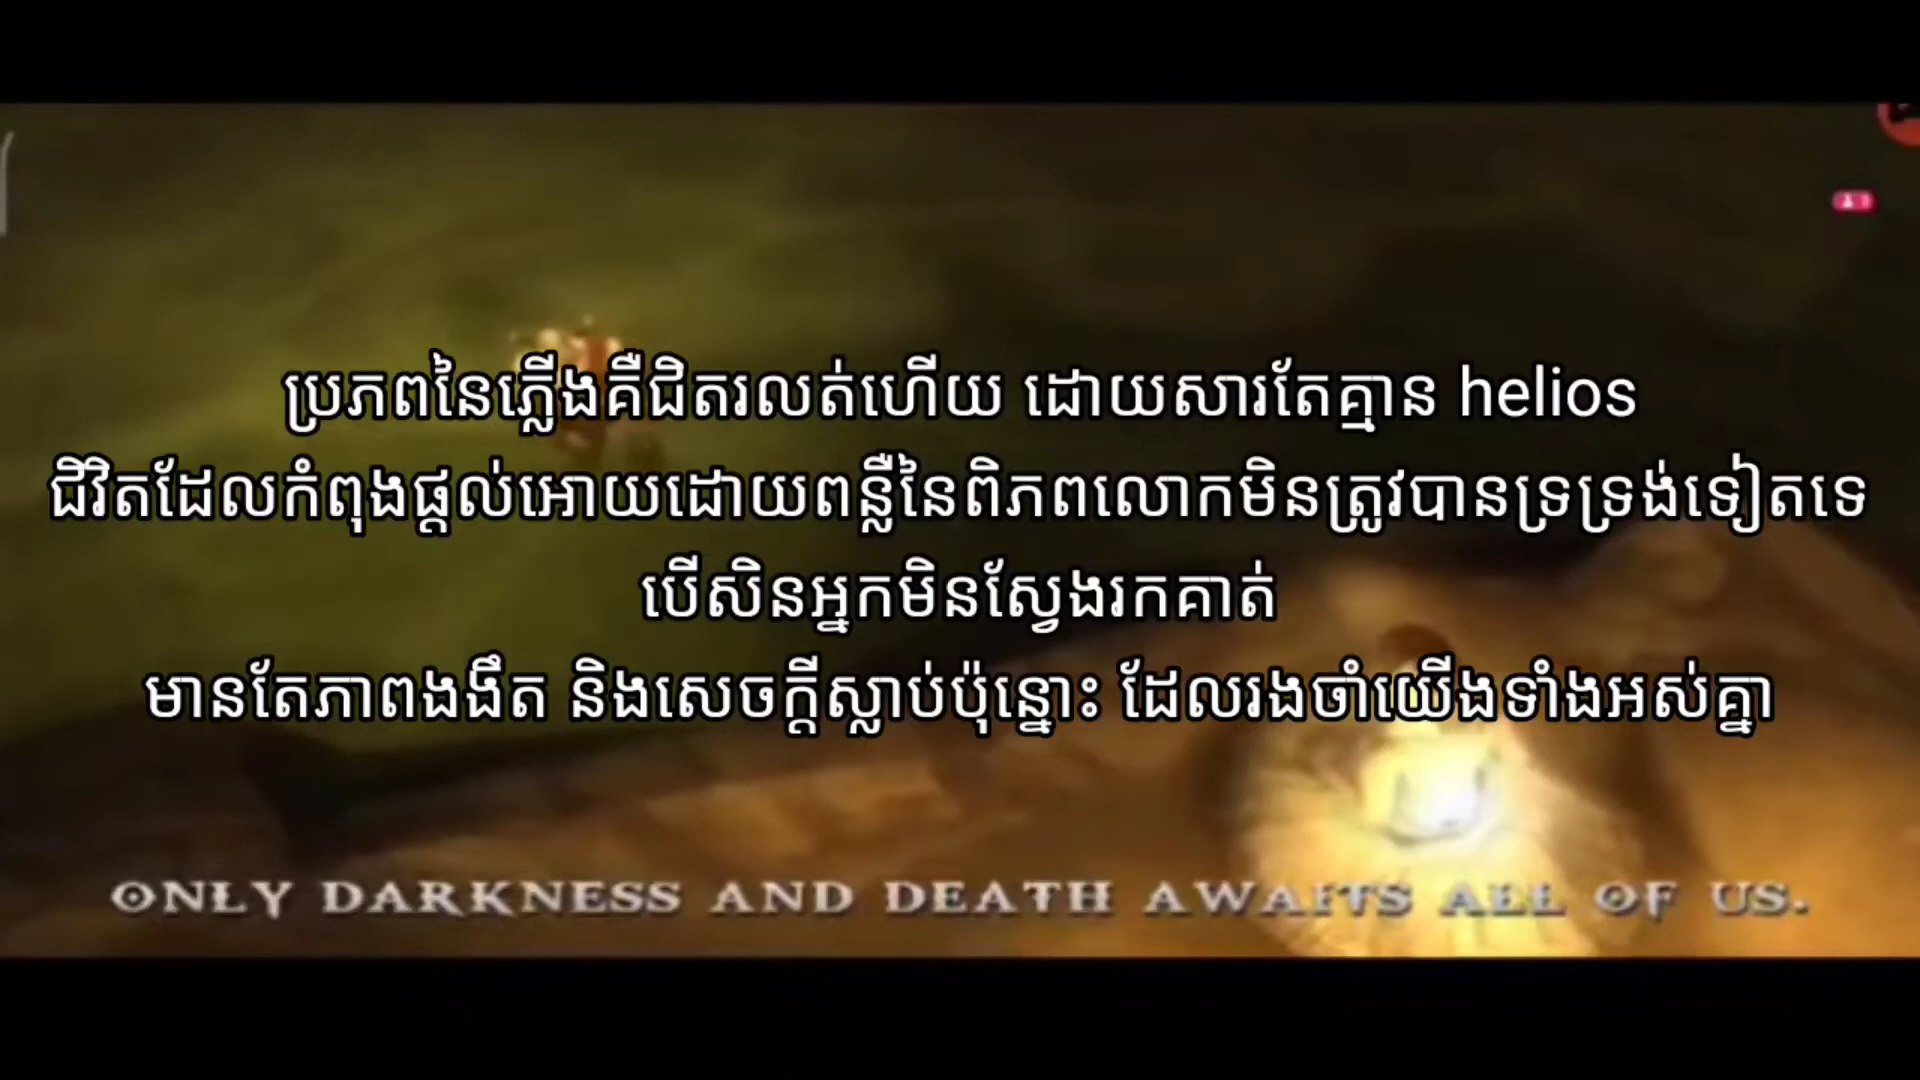 ប្រភពនៃភ្លើងគឺជិតរលត់ហើយ ដោយសារតែគ្មាន helios
ជិវិតដែលកំពុងផ្តល់អោយដោយពន្លឺនៃពិភពលោកមិនត្រូវបានទ្រទ្រង់ទៀតទេ
បើសិនអ្នកមិនស្វែងរកគាត់
មានតែភាពងងឹត និងសេចក្តីស្លាប់ប៉ុន្នោះ ដែលរងចាំយើងទាំងអស់គ្នា
ONLY DARKNESS AND DEATH AWAITS ALL OF US.